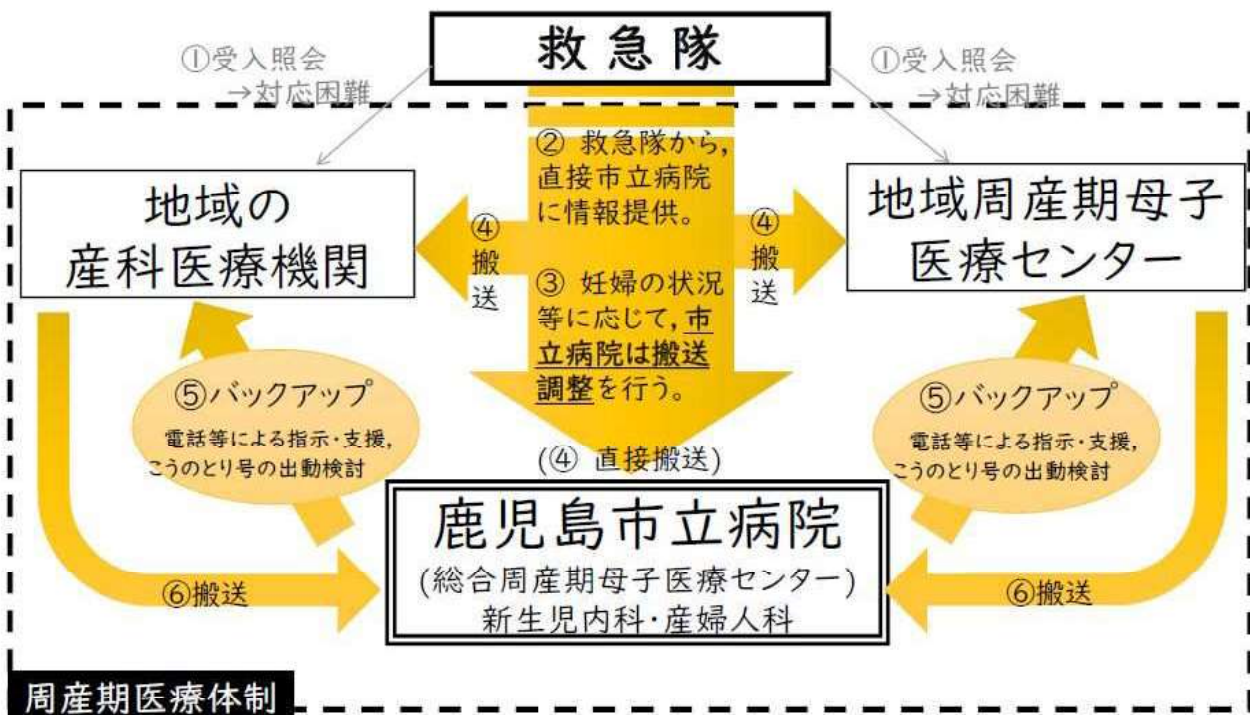 救急隊
①受入照会
→対応困難
①受入照会
→対応困難
② 救急隊から,
直接市立病院
に情報提供。
地域の
産科医療機関
④
搬
送
④
搬
送
地域周産期母子
医療センター
③ 妊婦の状況
等に応じて,市
立病院は搬送
調整を行う。
⑤バックアップ
電話等による指示・支援,
こうのとり号の出動検討
⑤バックアップ
電話等による指示・支援,
こうのとり号の出動検討
(④ 直接搬送)
鹿児島市立病院
(総合周産期母子医療センター)
新生児内科・産婦人科
⑥搬送
⑥搬送
周産期医療体制